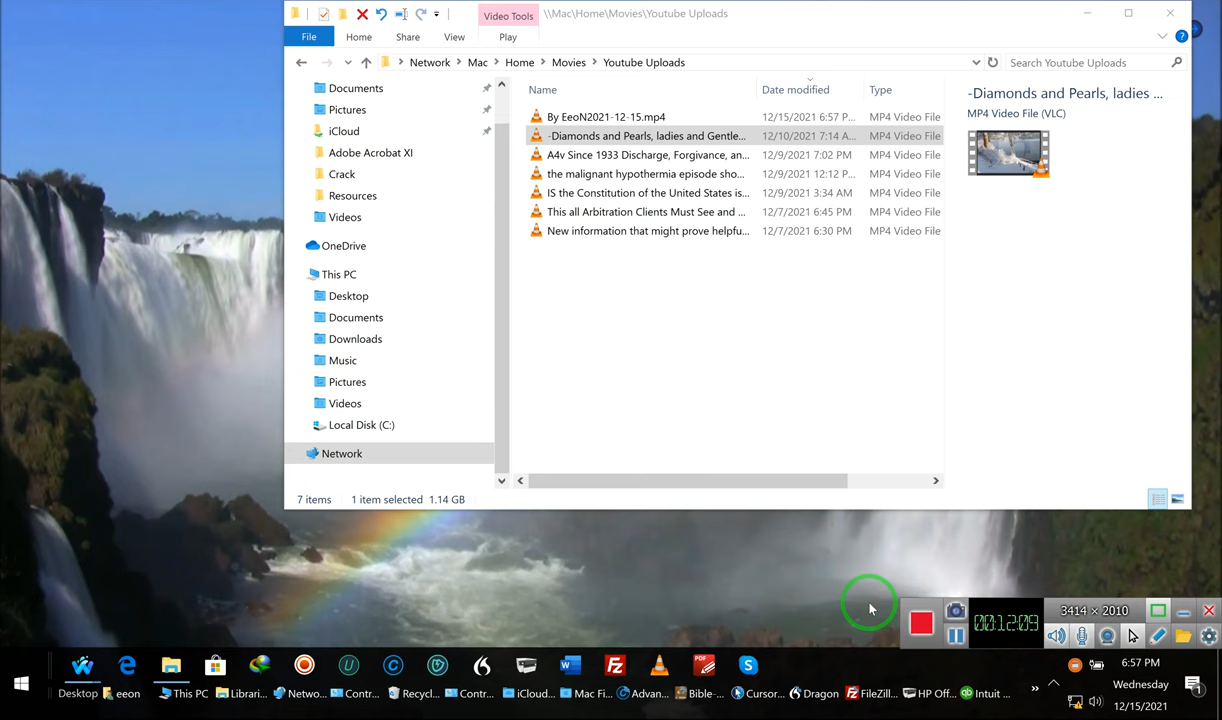 Video Tools
\\Mac\Home\Movies\Youtube Uploads
File
Home
Share
View
Play
Network
Mac
Home
Movies
Youtube Uploads
Search Youtube Uploads
Documents
Pictures
iCloud
Adobe Acrobat XI
Crack
Resources
Videos
OneDrive
This PC
Desktop
Documents
Downloads
Music
Pictures
Videos
Local Disk (C:)
Network
Name
Date modified
Type
By EeoN2021-12-15.mp4
12/15/2021 6:57 P...
MP4 Video File
-Diamonds and Pearls, ladies and Gentle...
12/10/2021 7:14 A...
MP4 Video File
A4v Since 1933 Discharge, Forgivance, an...
12/9/2021 7:02 PM
MP4 Video File
the malignant hypothermia episode sho...
12/9/2021 12:12 P...
MP4 Video File
IS the Constitution of the United States is...
12/9/2021 3:34 AM
MP4 Video File
This all Arbitration Clients Must See and ...
12/7/2021 6:45 PM
MP4 Video File
New information that might prove helpfu...
12/7/2021 6:30 PM
MP4 Video File
-Diamonds and Pearls, ladies ...
MP4 Video File (VLC)
7 items
1 item selected 1.14 GB
00:12:09
3414 × 2010
PDF
Desktop
eeon
This PC
Librari...
Netwo...
Contr...
Recycl...
Contr...
iCloud...
Mac Fi...
Advan...
Bible-...
Cursor...
Dragon
FileZill...
HP Off...
Intuit ...
»
6:57 PM
Wednesday
12/15/2021
1